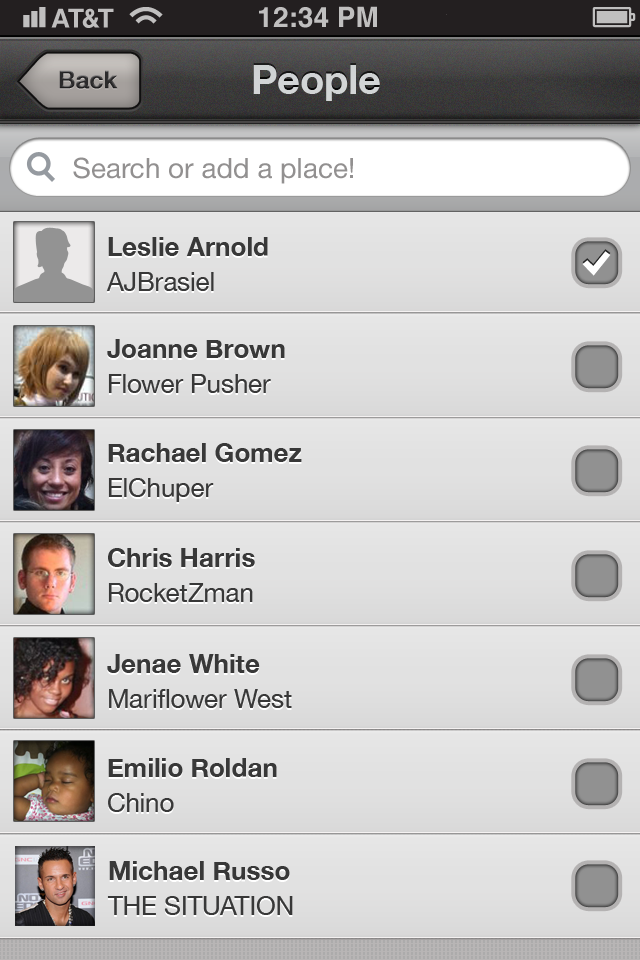 AT&T 12:34 PM
Back People
Search or add a place!
Leslie Arnold
AJBrasiel
Joanne Brown
Flower Pusher
Rachael Gomez
ElChuper
Chris Harris
RocketZman
Jenae White
Mariflower West
Emilio Roldan
Chino
Michael Russo
THE SITUATION